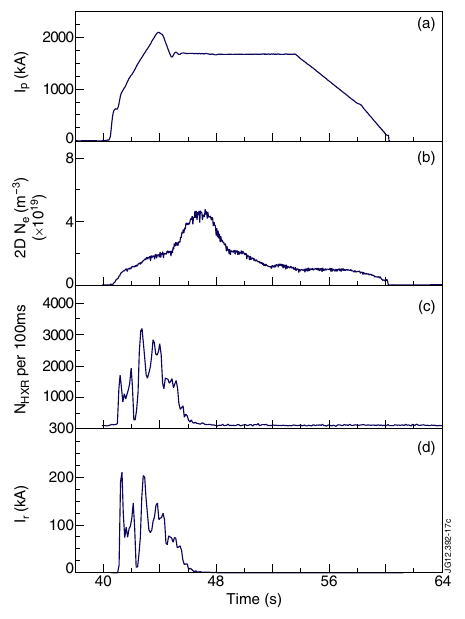 (a)
2000
1000
0
Ip (kA)
(b)
8
4
0
2D Ne (m−3)
(×1019)
(c)
4000
3000
2000
1000
300
NHXR per 100ms
(d)
200
100
0
Ir (kA)
40
48
56
64
Time (s)
JG12.392-17c